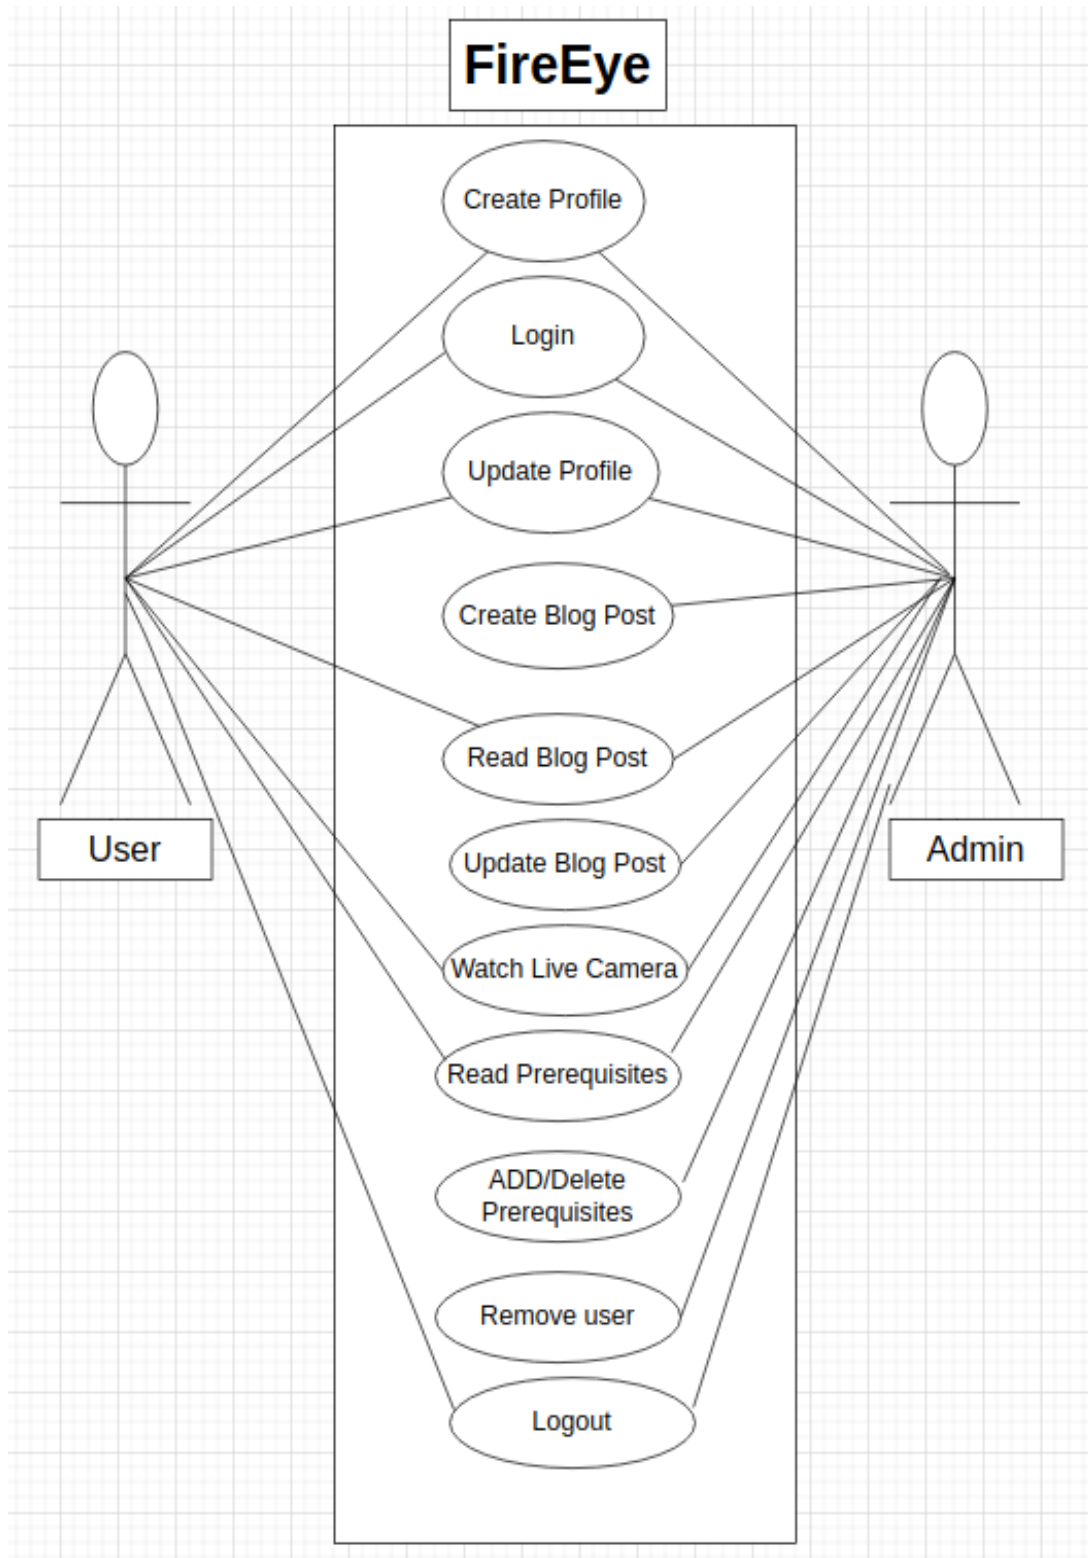 FireEye
Create Profile
Login
Update Profile
Create Blog Post
Read Blog Post
User
Admin
Update Blog Post
Watch Live Camera
Read Prerequisites
ADD/Delete
Prerequisites
Remove user
Logout